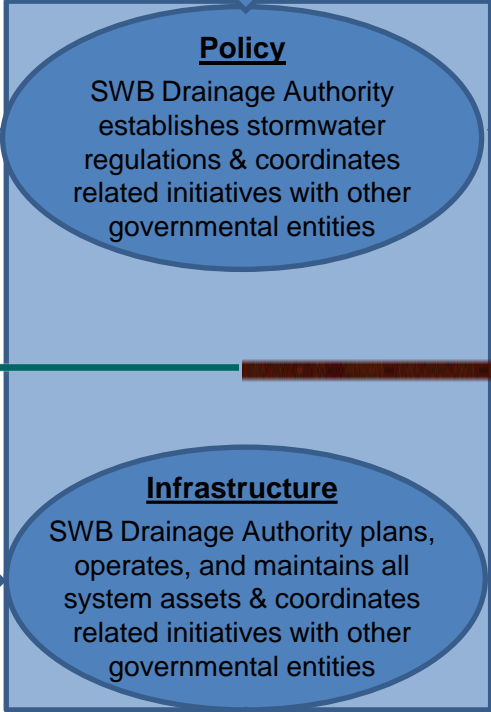 Policy
SWB Drainage Authority
establishes stormwater
regulations & coordinates
related initiatives with other
governmental entities
Infrastructure
SWB Drainage Authority plans,
operates, and maintains all
system assets & coordinates
related initiatives with other
governmental entities